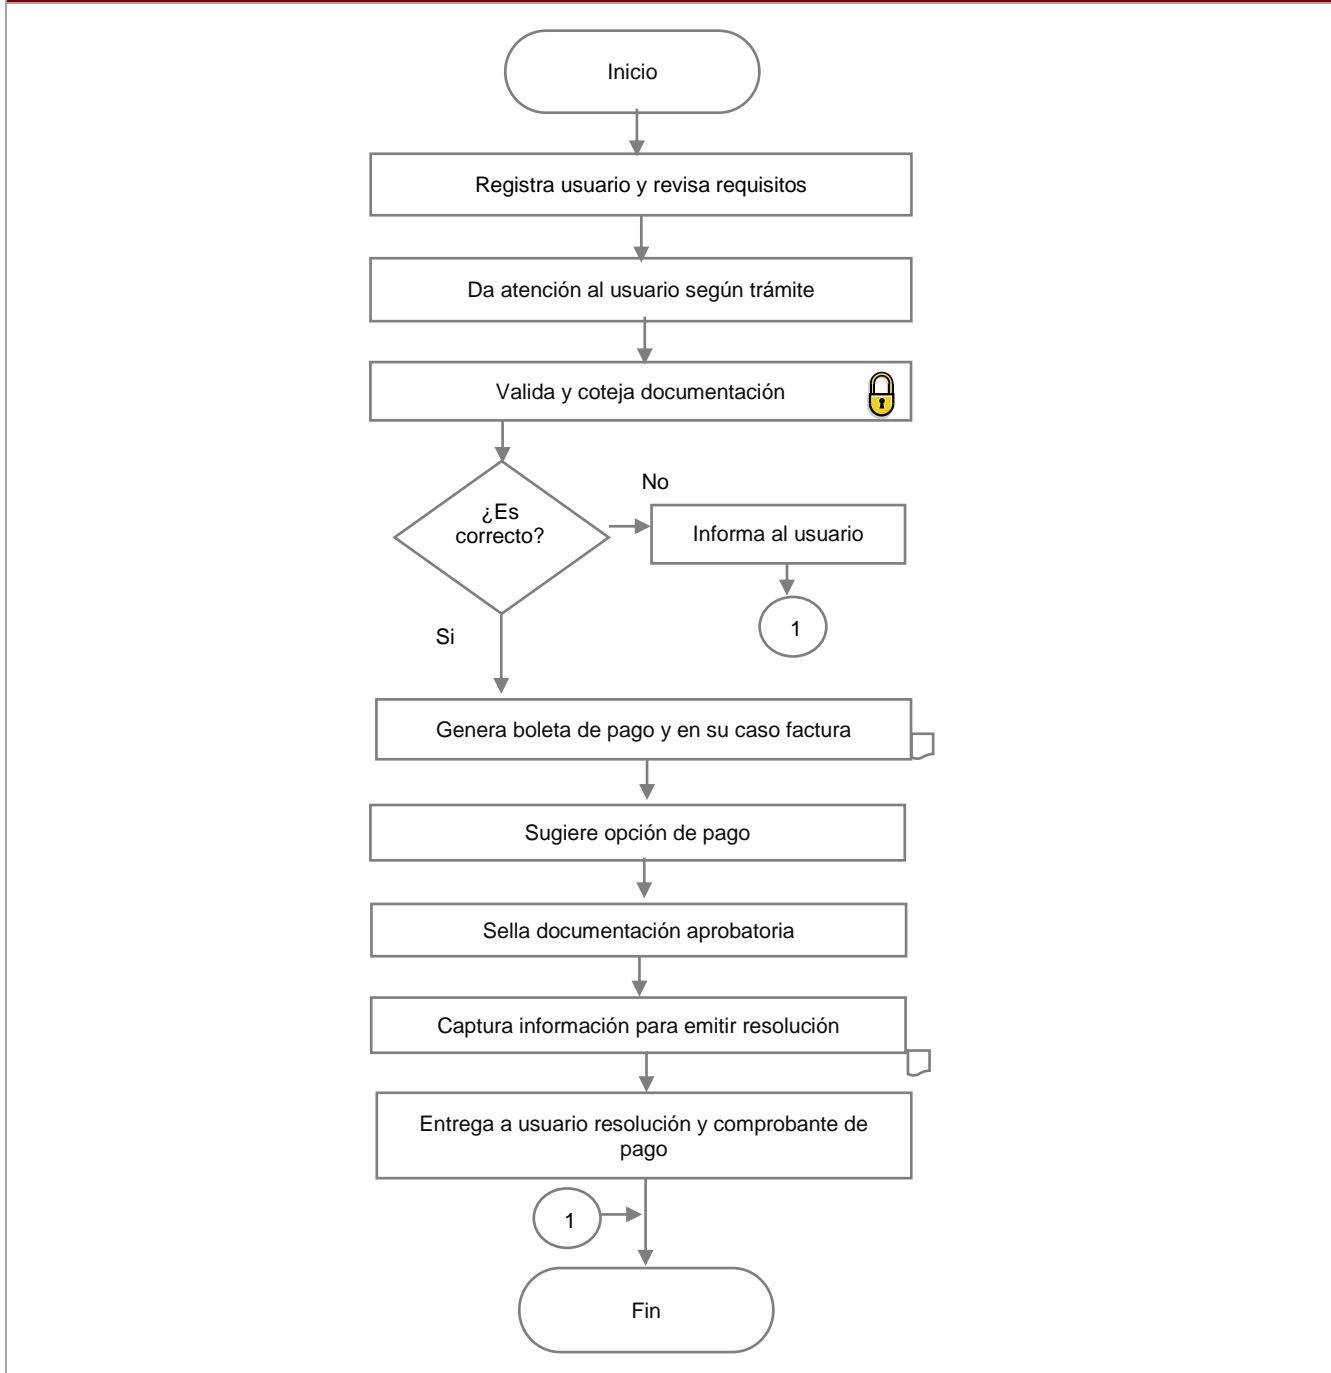 Inicio
Registra usuario y revisa requisitos
Da atención al usuario según trámite
Valida y coteja documentación
¿Es
correcto?
No
Informa al usuario
1
Si
Genera boleta de pago y en su caso factura
Sugiere opción de pago
Sella documentación aprobatoria
Captura información para emitir resolución
Entrega a usuario resolución y comprobante de
pago
1
Fin